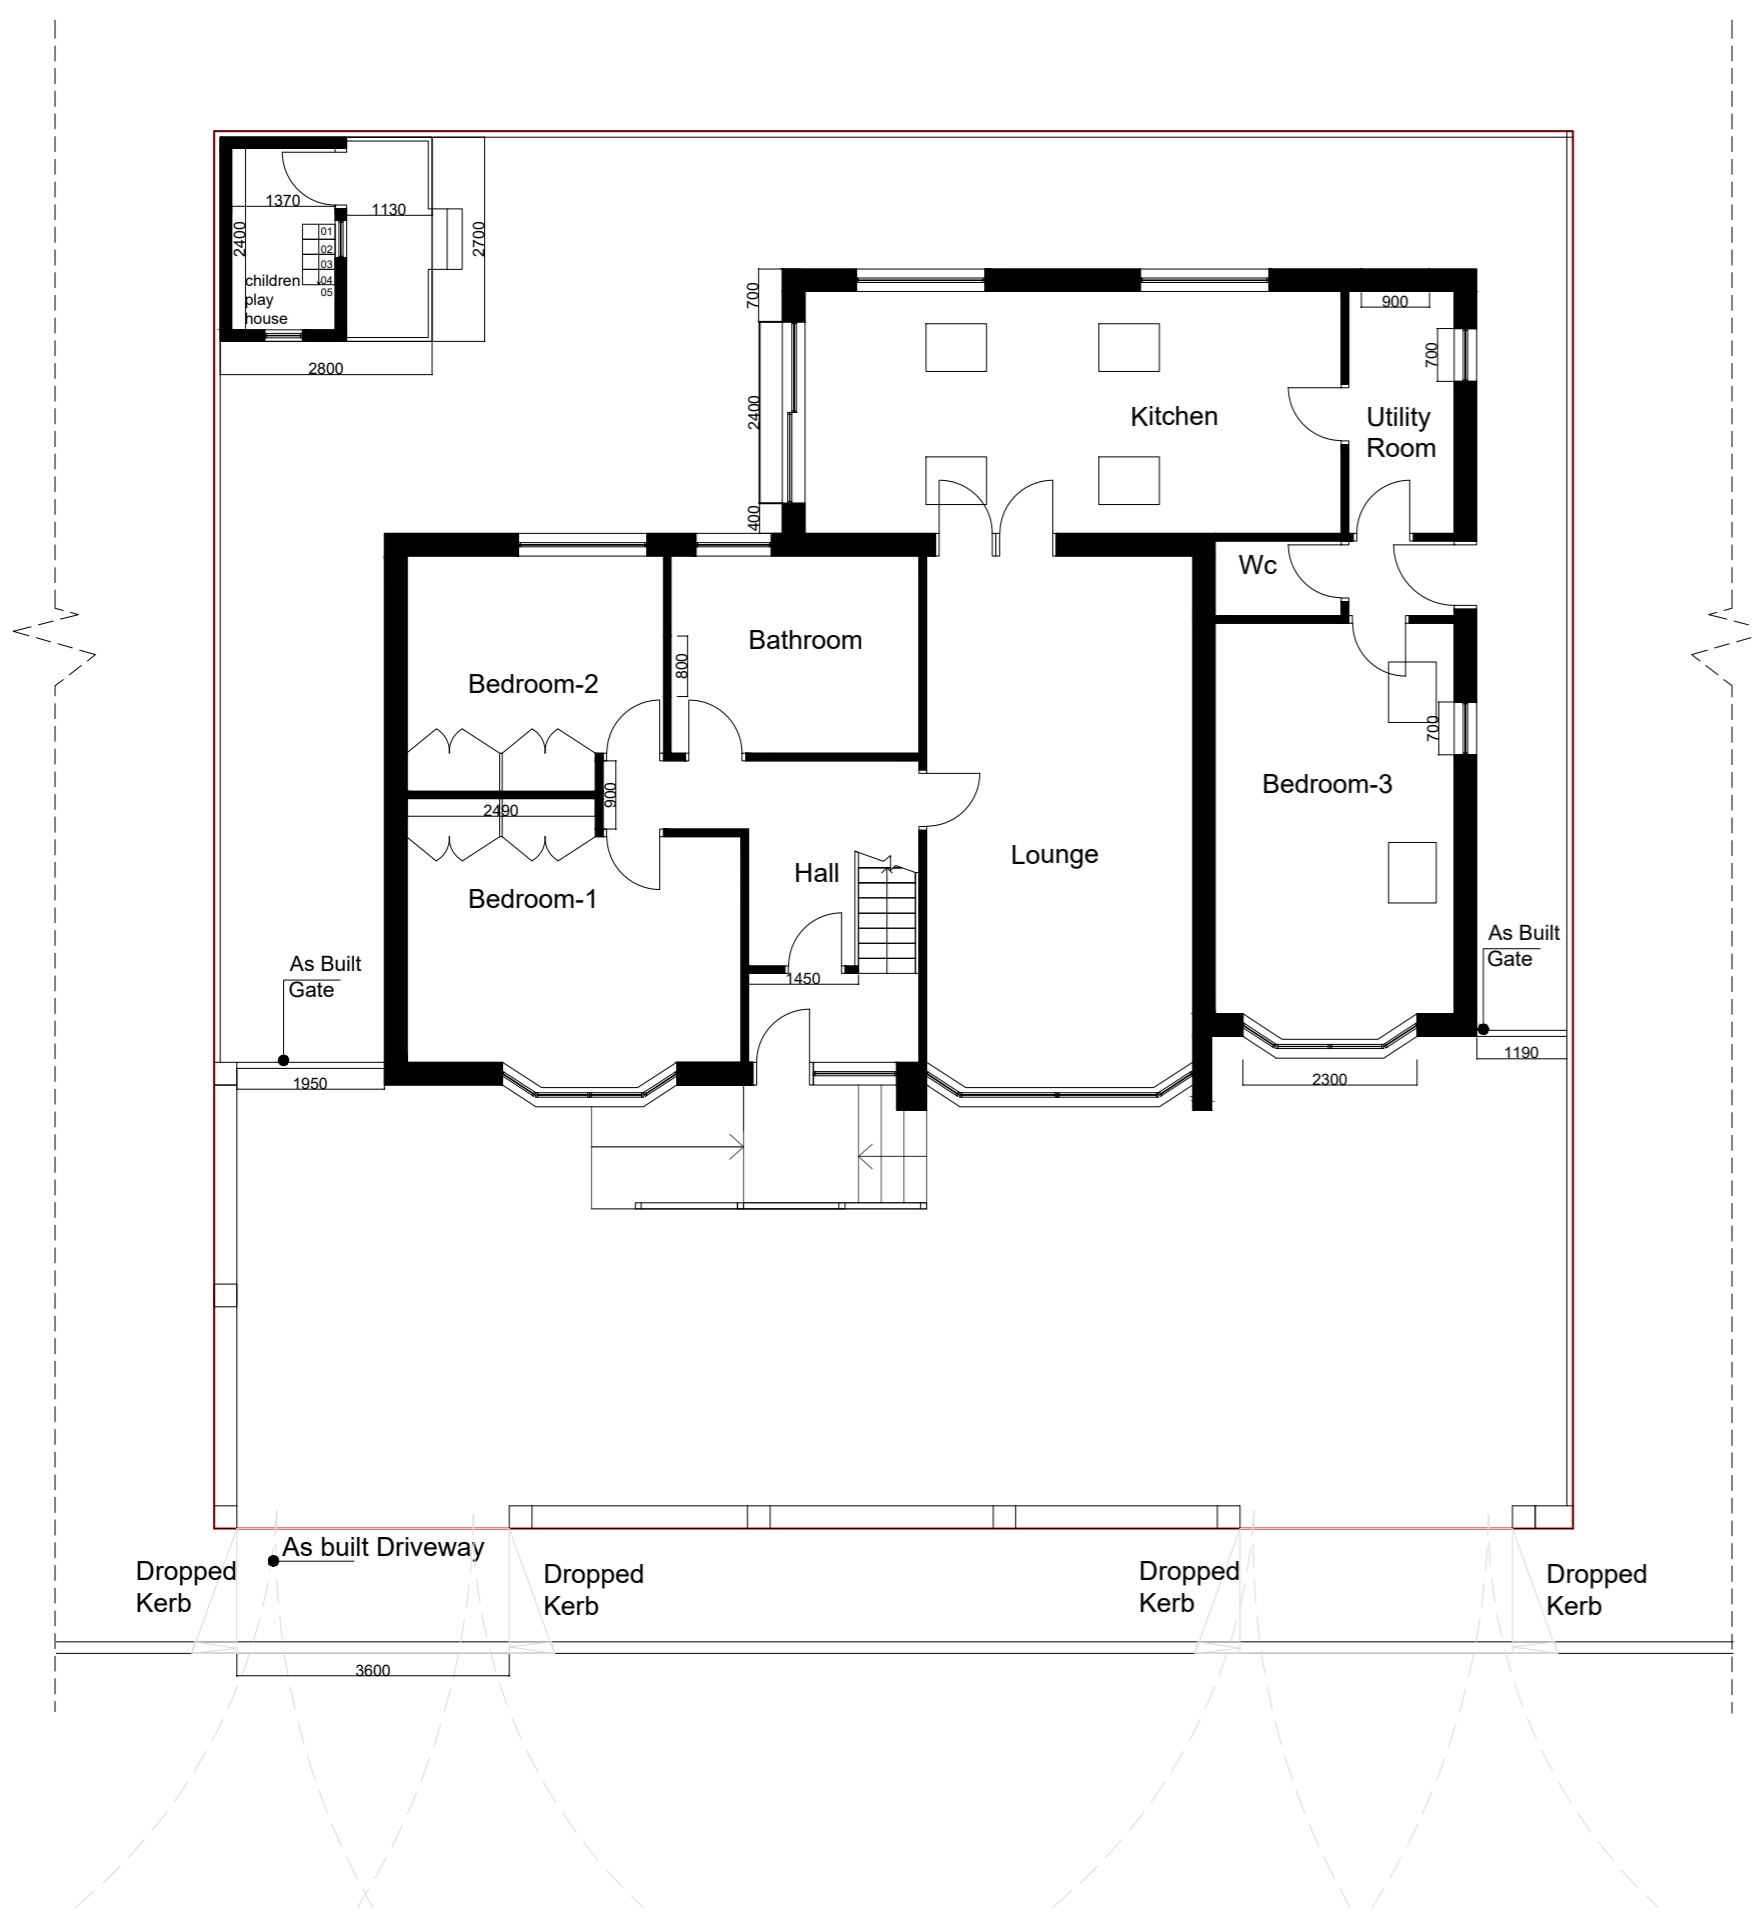 1370
1130
2400
2700
01
02
03
04
05
children
play
house
2800
700
2400
400
900
700
Kitchen
Utility
Room
Wc
Bathroom
800
Bedroom-2
900
2490
Bedroom-1
Hall
Lounge
Bedroom-3
700
1450
As Built
Gate
As Built
Gate
1950
1190
2300
As built Driveway
Dropped
Kerb
Dropped
Kerb
Dropped
Kerb
Dropped
Kerb
3600